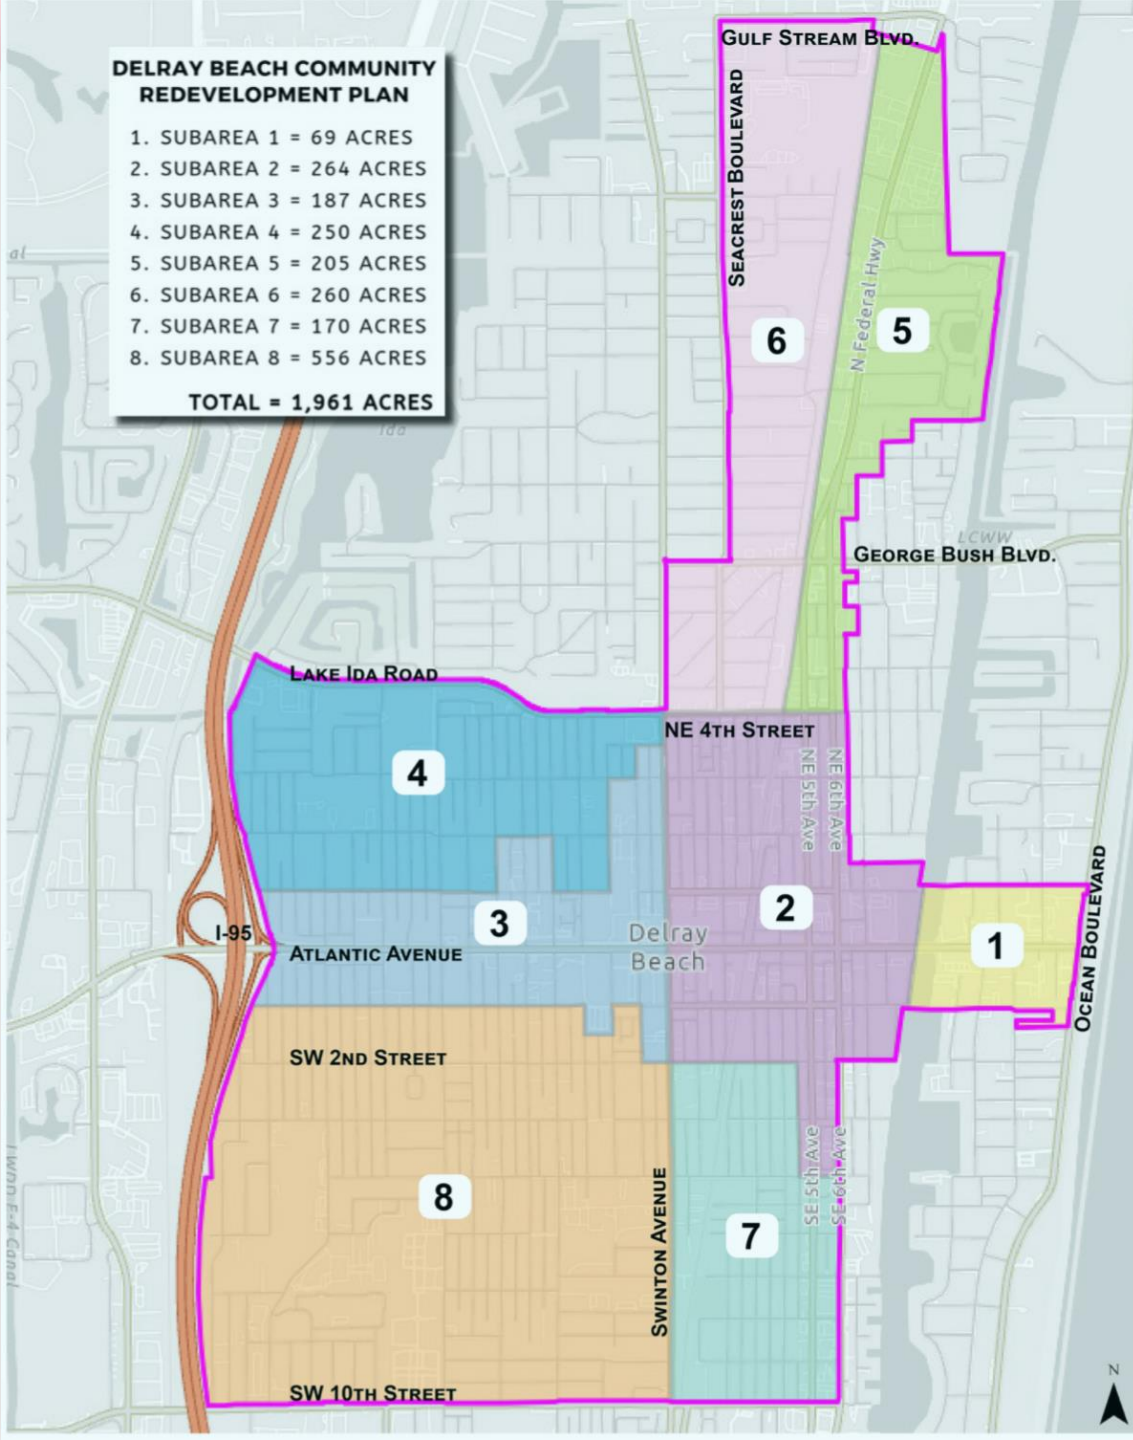 DELRAY BEACH COMMUNITY
REDEVELOPMENT PLAN
1. SUBAREA 1 = 69 ACRES
2. SUBAREA 2 = 264 ACRES
3. SUBAREA 3 = 187 ACRES
4. SUBAREA 4 = 250 ACRES
5. SUBAREA 5 = 205 ACRES
6. SUBAREA 6 = 260 ACRES
7. SUBAREA 7 = 170 ACRES
8. SUBAREA 8 = 556 ACRES
TOTAL = 1,961 ACRES
GULF STREAM BLVD.
SEACREST BOULEVARD
N Federal Hwy
6
5
al
Ida
LCWW
GEORGE BUSH BLVD.
LAKE IDA ROAD
NE 4TH STREET
4
NE 5th Ave
NE 6th Ave
2
3
1
I-95
ATLANTIC AVENUE
Delray
Beach
OCEAN BOULEVARD
SW 2ND STREET
SE 5th Ave
SE 6th Ave
8
7
SWINTON AVENUE
E-4 Canal
SW 10TH STREET
N